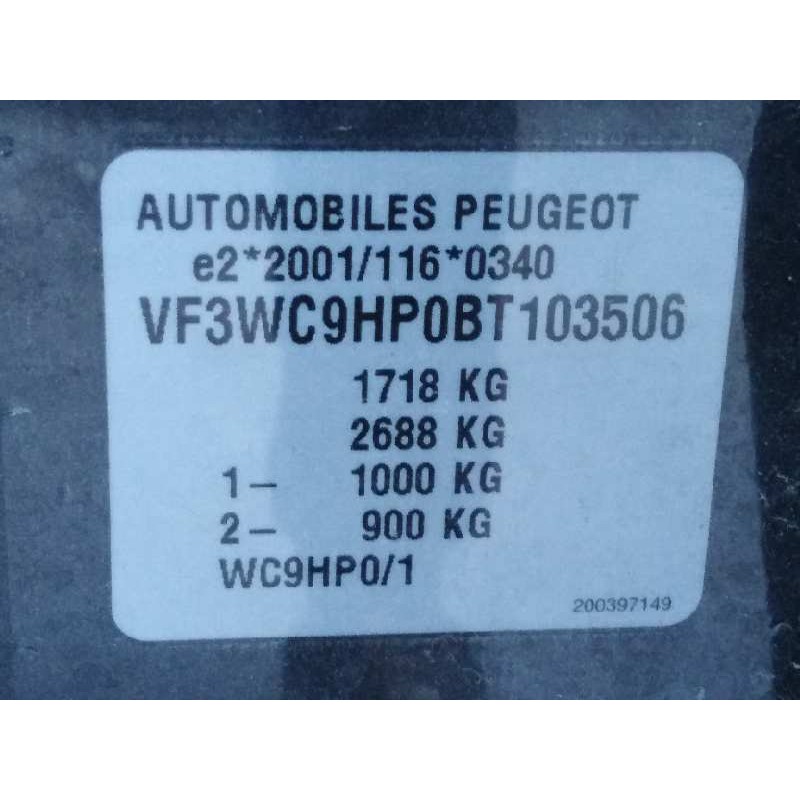 AUTOMOBILES PEUGEOT
e2*2001/116*0340
VF3WC9HP0BT103506
1718 KG
2688 KG
1- 1000 KG
2- 900 KG
WC9HP0/1
200397149